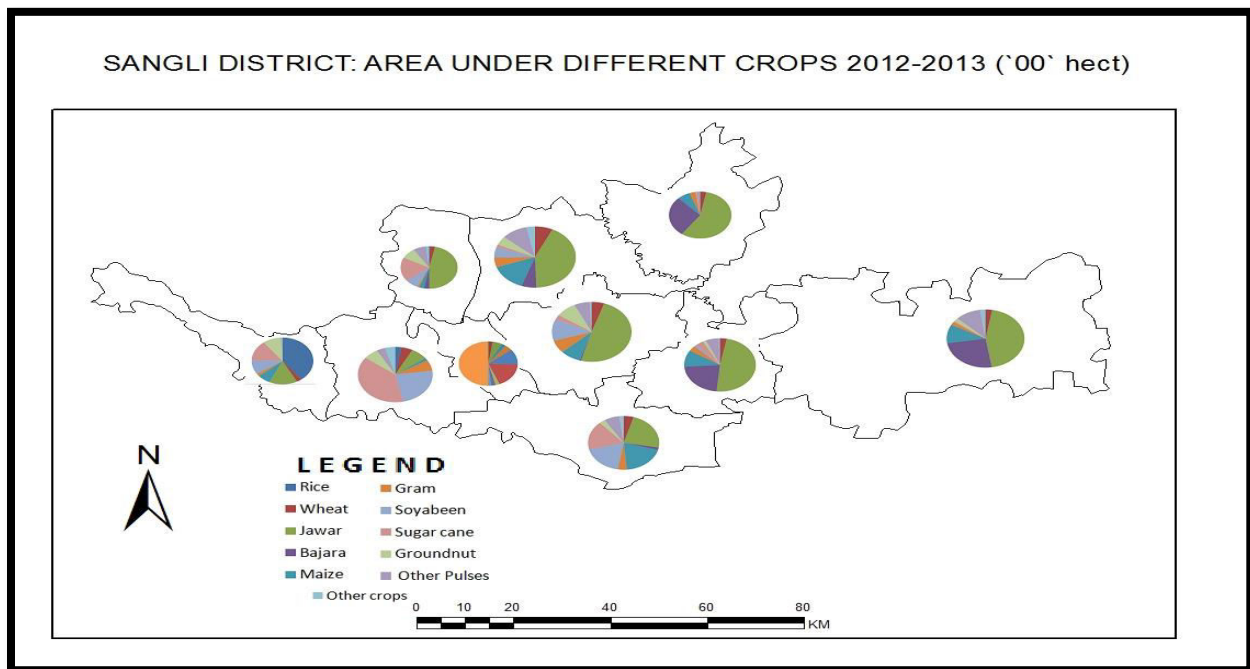 SANGLI DISTRICT: AREA UNDER DIFFERENT CROPS 2012-2013 (`00` hect)
N
LEGEND
Rice
Gram
Wheat
Soyabeen
Jawar
Sugar cane
Bajara
Groundnut
Maize
Other Pulses
Other crops
0 10 20 40 60 80
KM